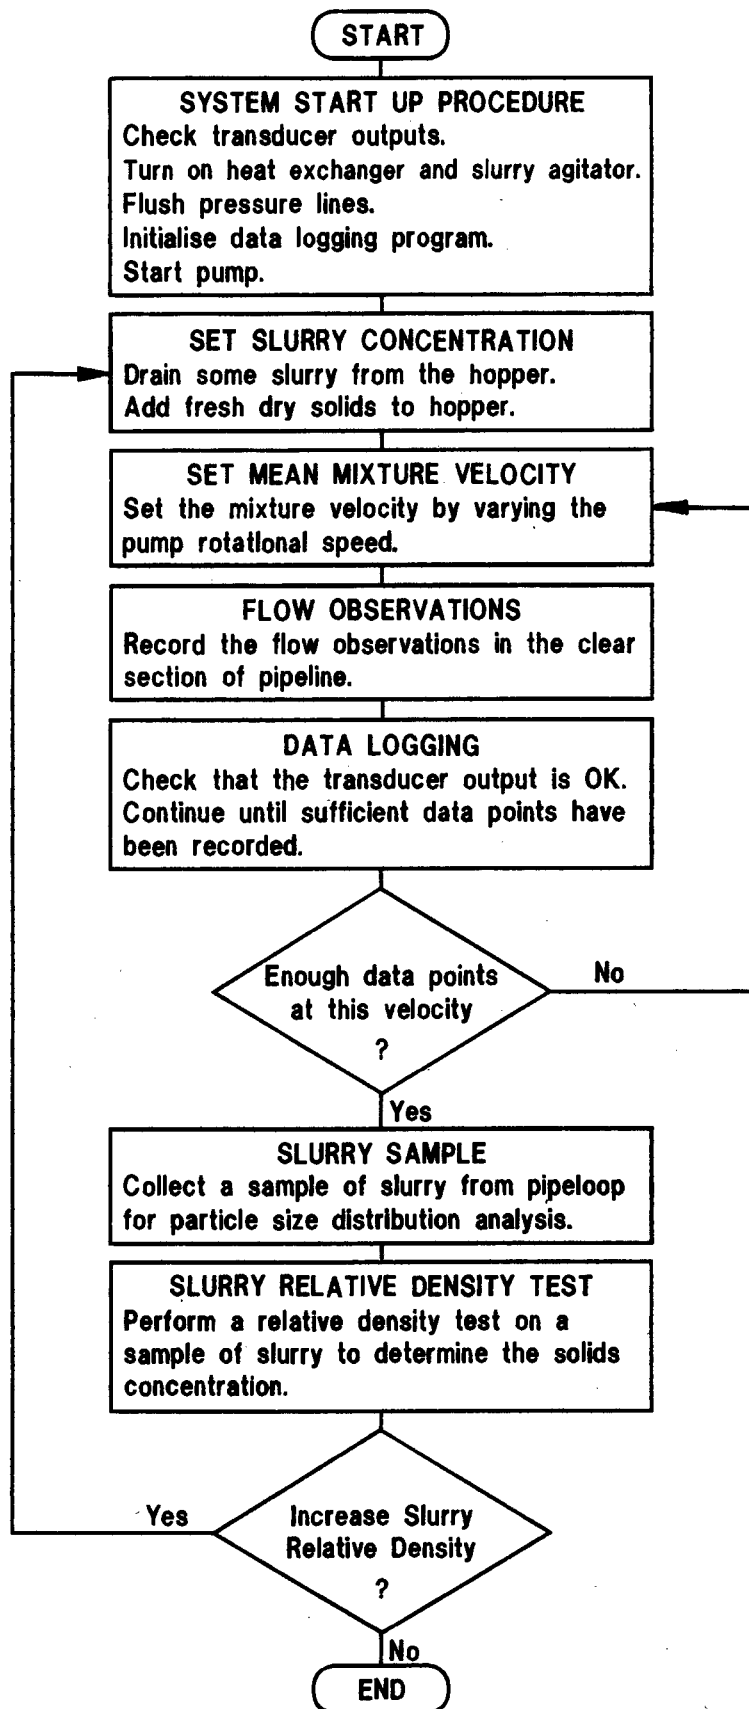 START
SYSTEM START UP PROCEDURE
Check transducer outputs.
Turn on heat exchanger and slurry agitator.
Flush pressure lines.
Initialise data logging program.
Start pump.
SET SLURRY CONCENTRATION
Drain some slurry from the hopper.
Add fresh dry solids to hopper.
SET MEAN MIXTURE VELOCITY
Set the mixture velocity by varying the
pump rotational speed.
FLOW OBSERVATIONS
Record the flow observations in the clear
section of pipeline.
DATA LOGGING
Check that the transducer output is OK.
Continue until sufficient data points have
been recorded.
Enough data points
at this velocity
?
No
Yes
SLURRY SAMPLE
Collect a sample of slurry from pipeloop
for particle size distribution analysis.
SLURRY RELATIVE DENSITY TEST
Perform a relative density test on a
sample of slurry to determine the solids
concentration.
Yes
Increase Slurry
Relative Density
?
No
END